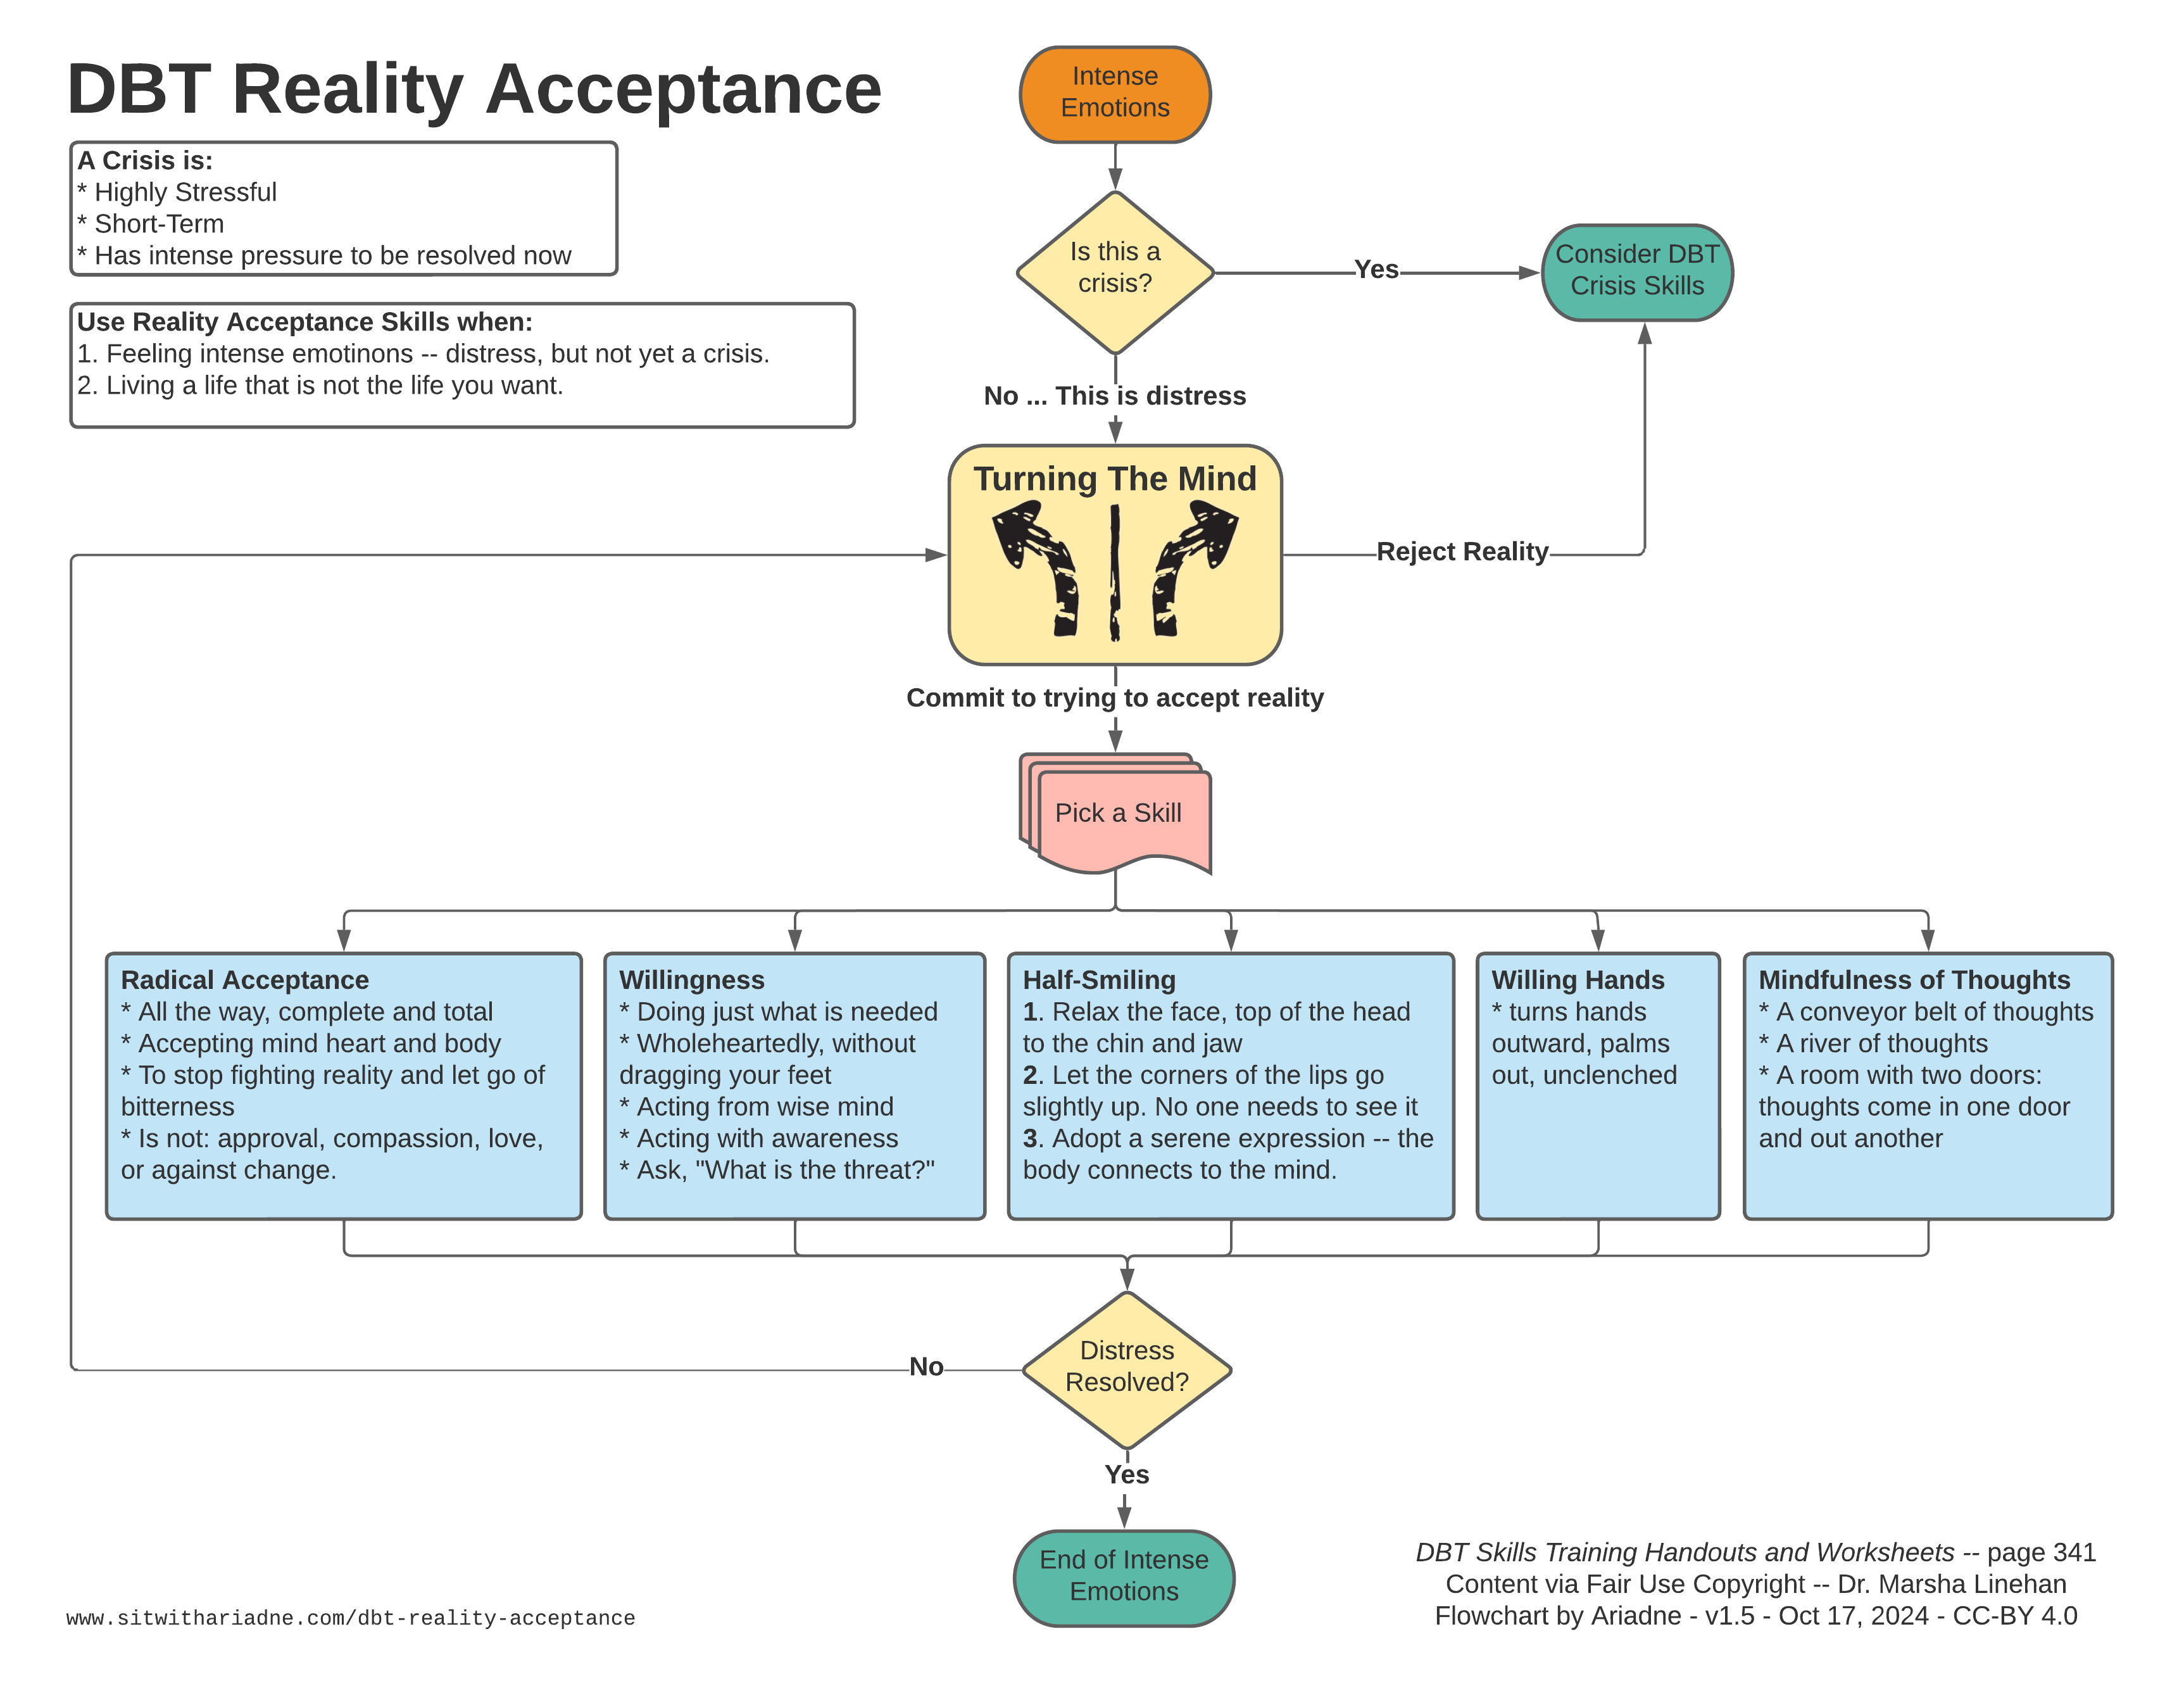 DBT Reality Acceptance
A Crisis is:
* Highly Stressful
* Short-Term
* Has intense pressure to be resolved now
Use Reality Acceptance Skills when:
1. Feeling intense emotinons -- distress, but not yet a crisis.
2. Living a life that is not the life you want.
Intense
Emotions
Is this a
crisis?
Yes
Consider DBT
Crisis Skills
No ... This is distress
Turning The Mind
Reject Reality
Commit to trying to accept reality
Pick a Skill
Radical Acceptance
* All the way, complete and total
* Accepting mind heart and body
* To stop fighting reality and let go of
bitterness
* Is not: approval, compassion, love,
or against change.
Willingness
* Doing just what is needed
* Wholeheartedly, without
dragging your feet
* Acting from wise mind
* Acting with awareness
* Ask, "What is the threat?"
Half-Smiling
1. Relax the face, top of the head
to the chin and jaw
2. Let the corners of the lips go
slightly up. No one needs to see it
3. Adopt a serene expression -- the
body connects to the mind.
Willing Hands
* turns hands
outward, palms
out, unclenched
Mindfulness of Thoughts
* A conveyor belt of thoughts
* A river of thoughts
* A room with two doors:
thoughts come in one door
and out another
Distress
Resolved?
No
Yes
End of Intense
Emotions
DBT Skills Training Handouts and Worksheets -- page 341
Content via Fair Use Copyright -- Dr. Marsha Linehan
Flowchart by Ariadne - v1.5 - Oct 17, 2024 - CC-BY 4.0
www.sitwithariadne.com/dbt-reality-acceptance